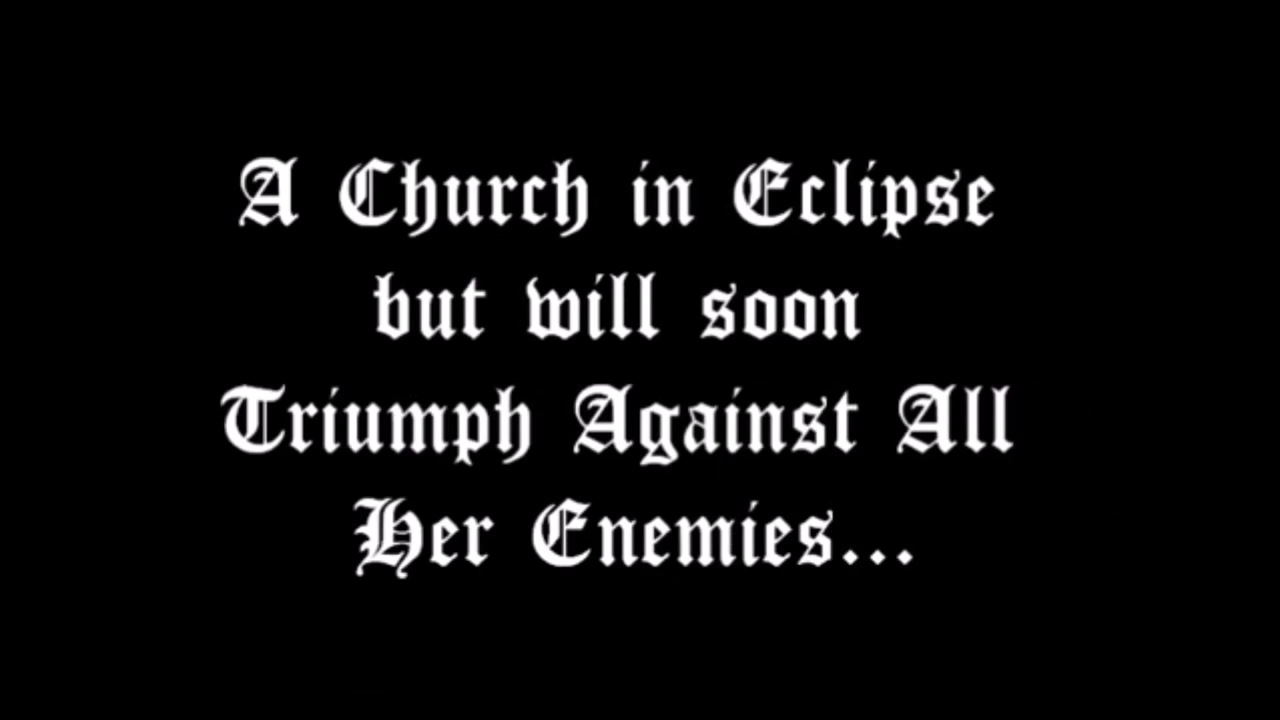 A Church in Eclipse
but will soon
Triumph Against All
Her Enemies...